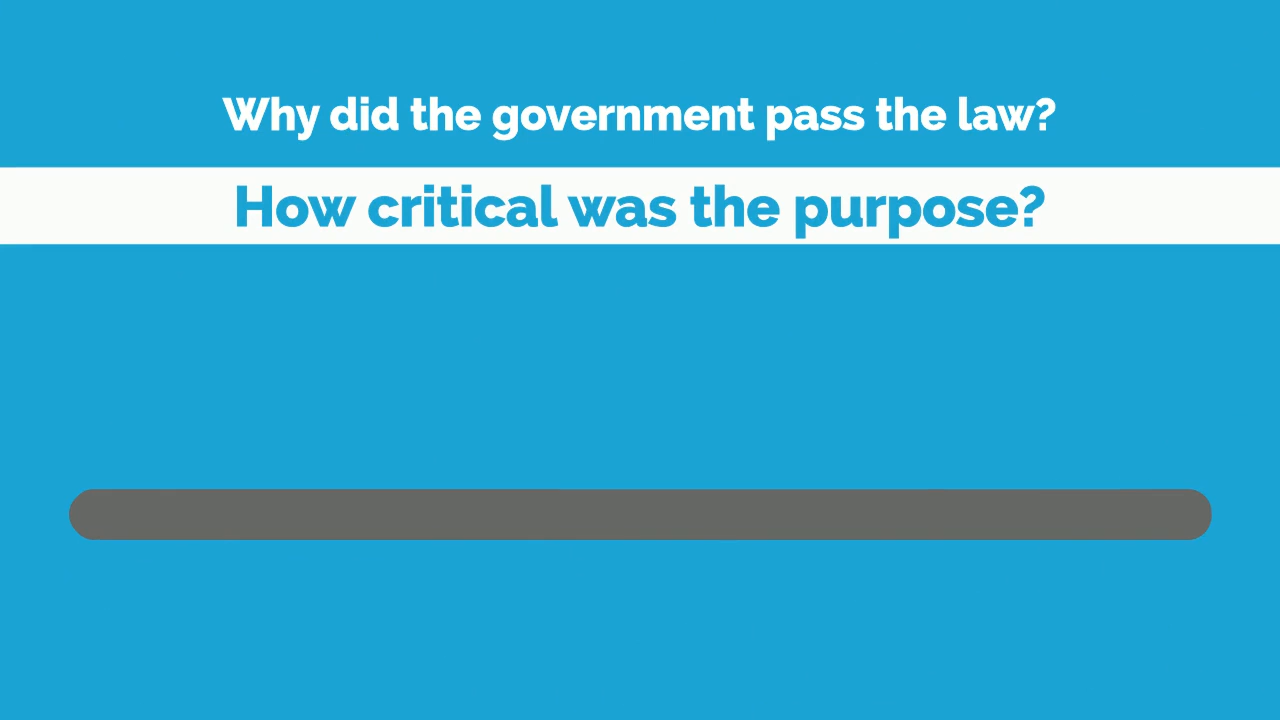 Why did the government pass the law?
How critical was the purpose?